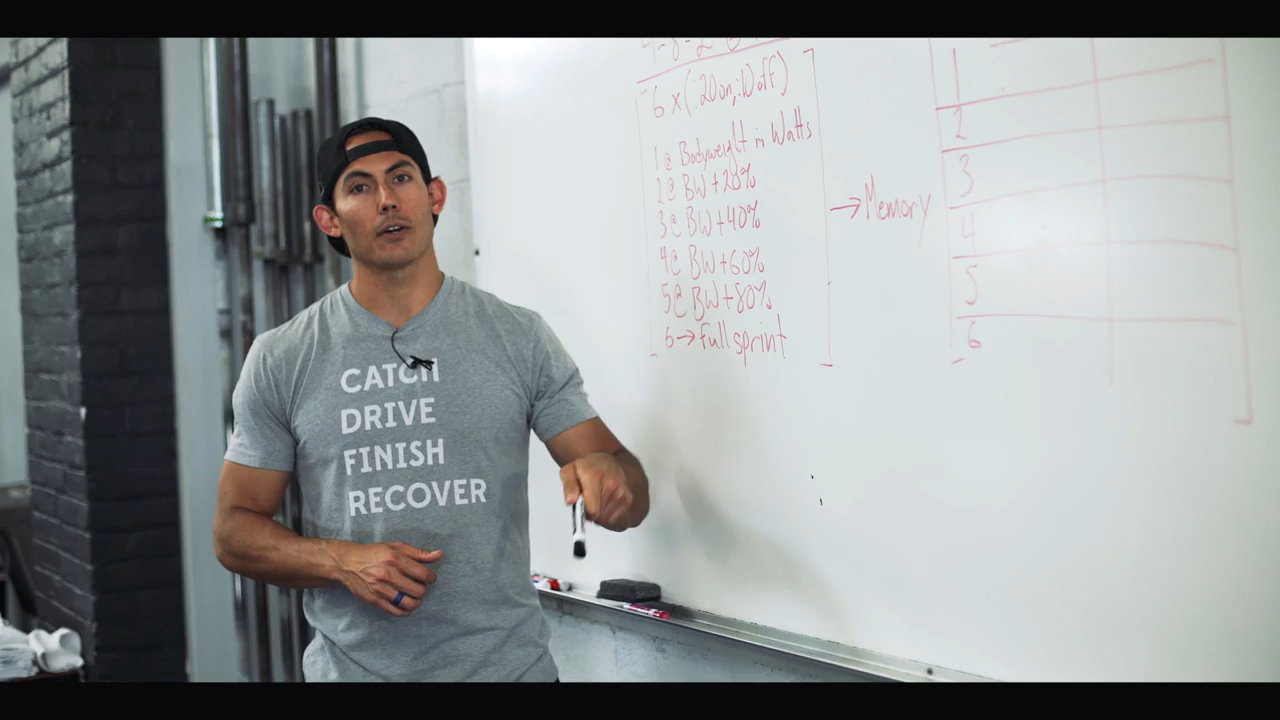 CATCH
DRIVE
FINISH
RECOVER
6 x (:20on,:10off)
1 @ Bodyweight in Watts
2 @ BW + 20%
3 @ BW + 40%
4 @ BW + 60%
5 @ BW + 80%
6 → Full sprint
→ Memory
1
2
3
4
5
6